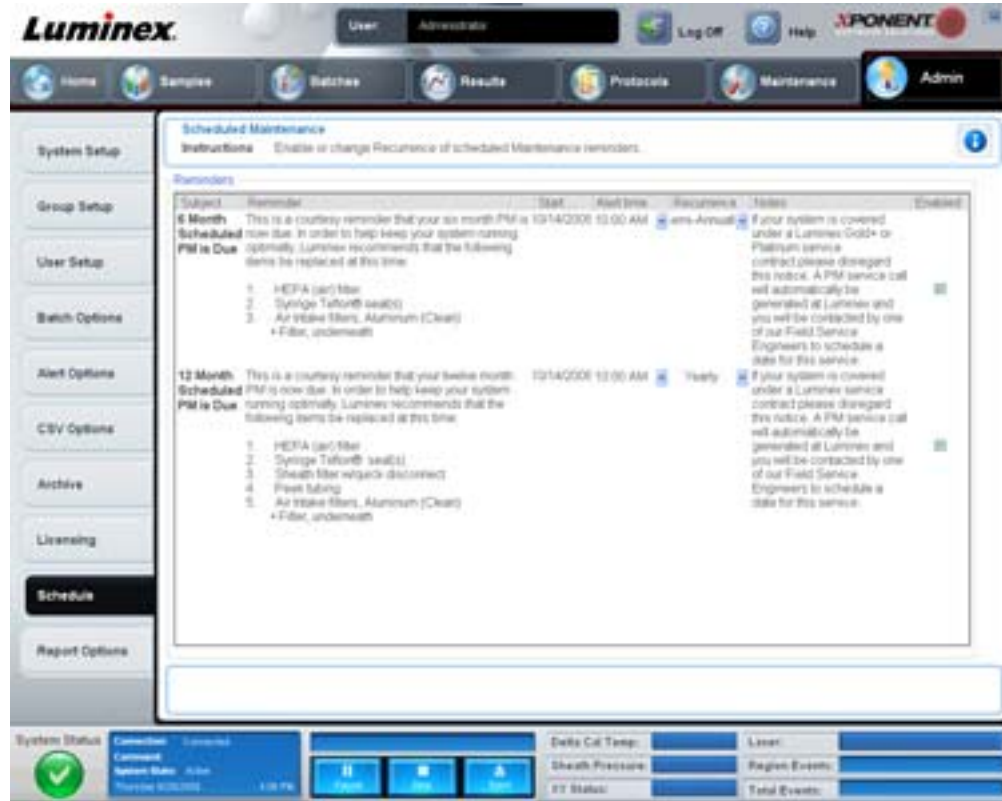 Luminex.
User: Administrator
Log Off
Help
XPONENT
Home
Samples
Batches
Results
Protocols
Maintenance
Admin
System Setup
Group Setup
User Setup
Batch Options
Alert Options
CSV Options
Archive
Licensing
Schedule
Report Options
Scheduled Maintenance
Instructions Enable or change Recurrence of scheduled Maintenance reminders.
Reminders
Subject Reminder Start Alert time Recurrence Notes Enabled
6 Month Scheduled PM is Due
This is a courtesy reminder that your six month PM is
now due. In order to help keep your system running
optimally, Luminex recommends that the following
items be replaced at this time:
1. HEPA (air) filter
2. Syringe Teflon® seal(s)
3. Air Intake filters, Aluminum (Clean)
• Filter, underneath
10:00 AM
emi-Annual
If your system is covered
under a Luminex Gold+ or
Platinum service
contract please disregard
this notice. A PM service call
will automatically be
generated at Luminex and
you will be contacted by one
of our Field Service
Engineers to schedule a
date for this service.
12 Month Scheduled PM is Due
This is a courtesy reminder that your twelve month
PM is now due. In order to help keep your system
running optimally, Luminex recommends that the
following items be replaced at this time:
1. HEPA (air) filter
2. Syringe Teflon® seal(s)
3. Sheath filter w/quick disconnect
4. Peek tubing
5. Air Intake filters, Aluminum (Clean)
• Filter, underneath
10:00 AM
Yearly
If your system is covered
under a Luminex service
contract please disregard
this notice. A PM service call
will automatically be
generated at Luminex and
you will be contacted by one
of our Field Service
Engineers to schedule a
date for this service.
System Status
Connection: Connected
Command:
System State: Active
Pause
Stop
Eject
Delta Cal Temp:
Sheath Pressure:
XY Status:
Laser:
Region Events:
Total Events: